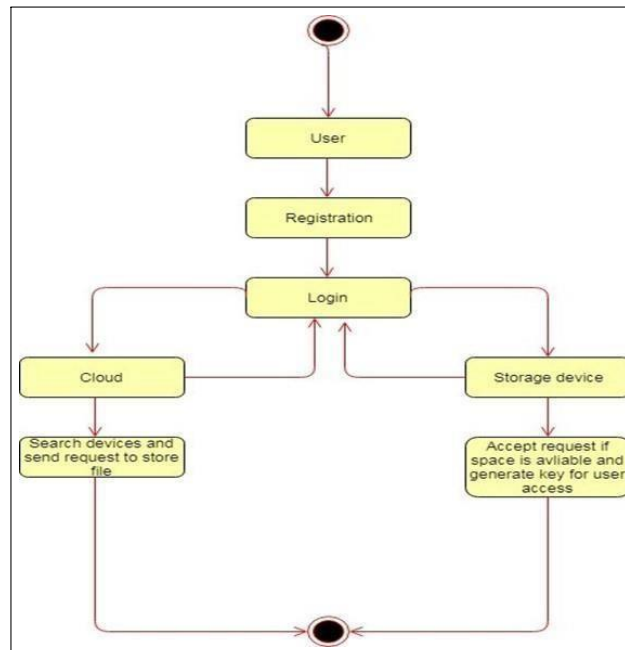 User
Registration
Login
Cloud
Storage device
Search devices and
send request to store
file
Accept request if
space is avliable and
generate key for user
access